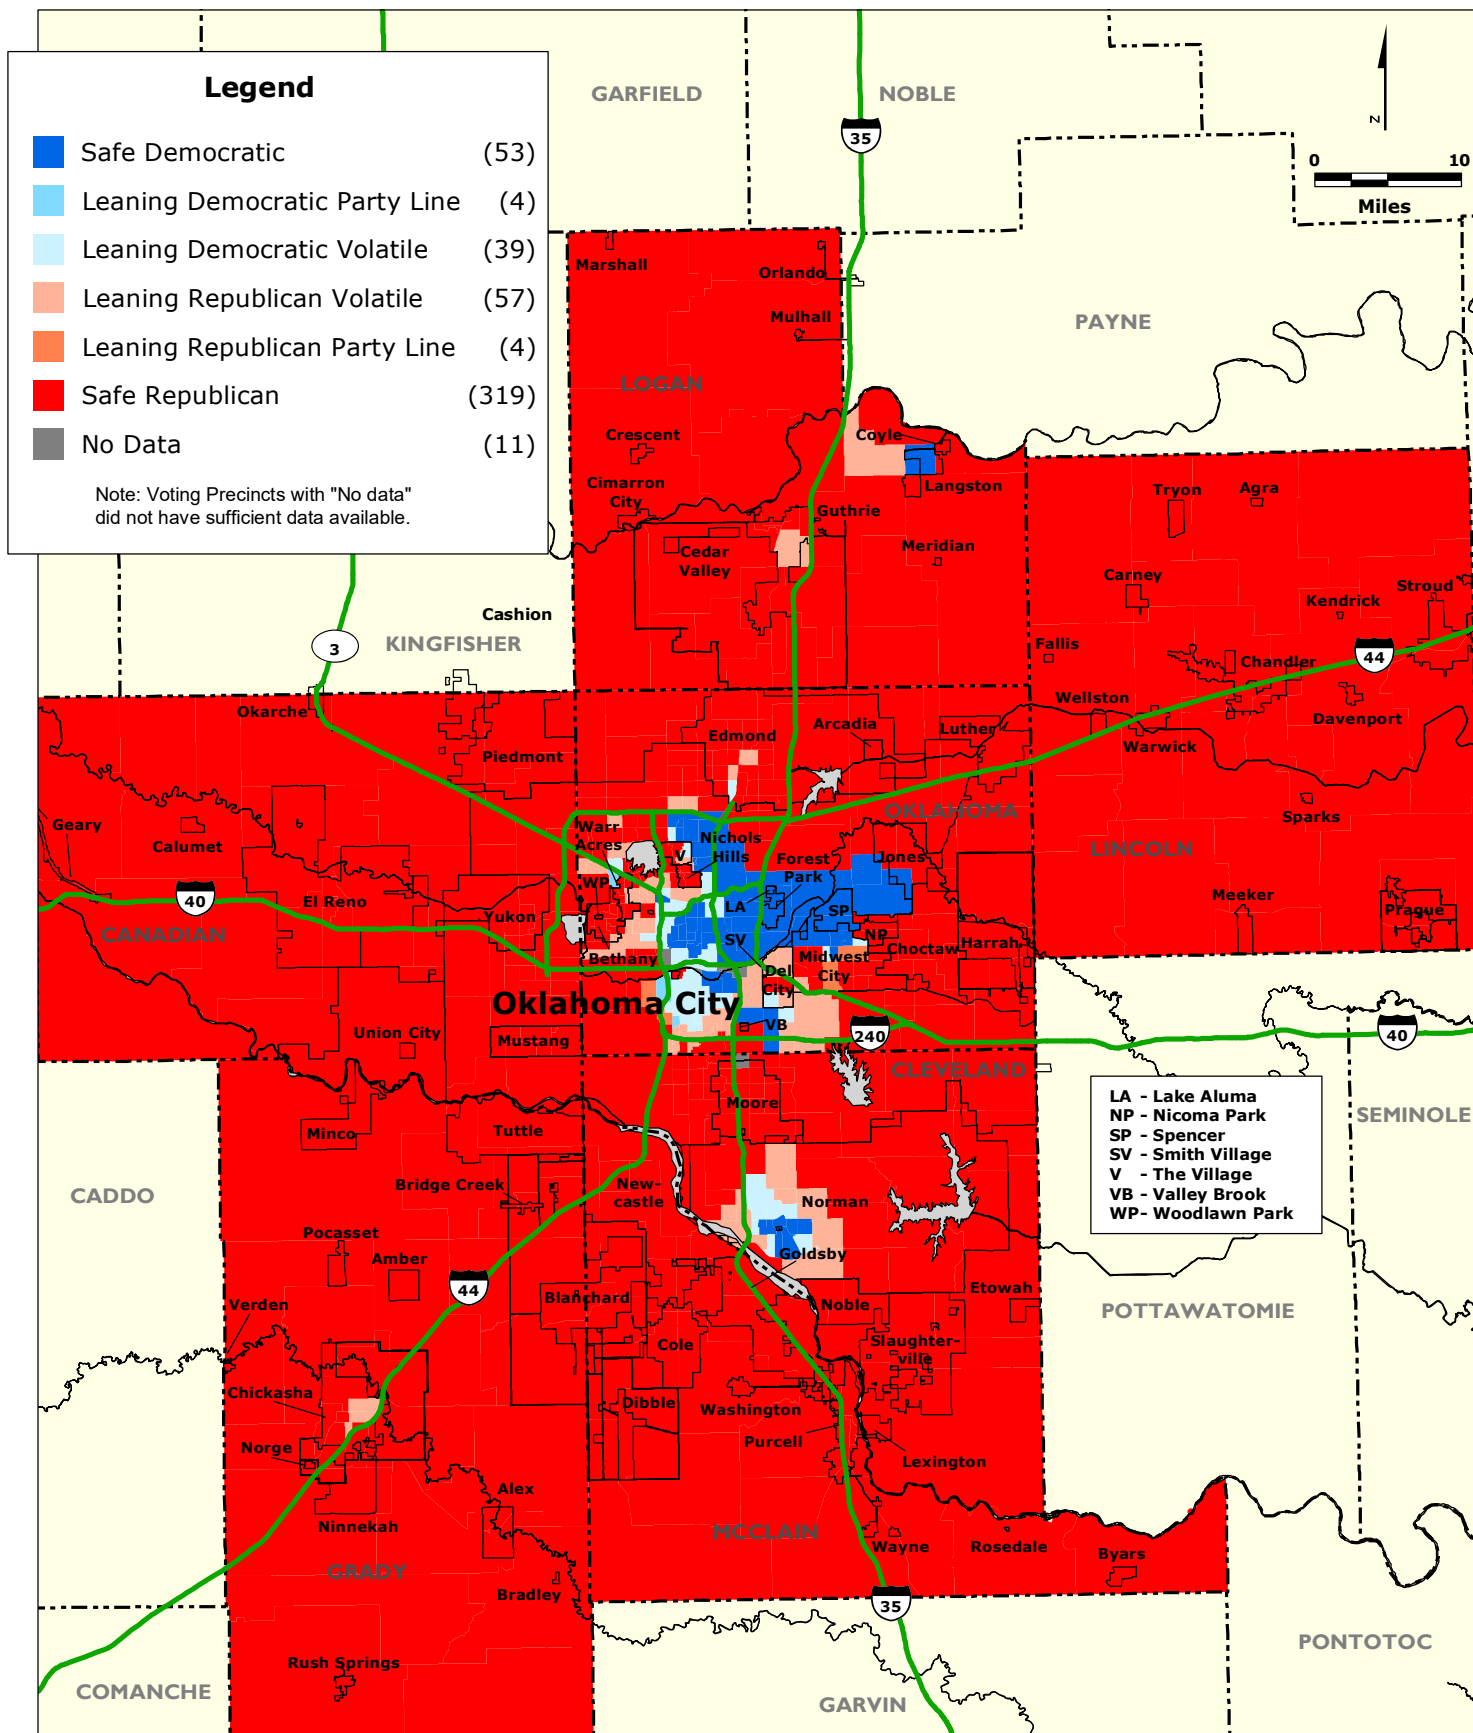 Legend
Safe Democratic (53)
Leaning Democratic Party Line (4)
Leaning Democratic Volatile (39)
Leaning Republican Volatile (57)
Leaning Republican Party Line (4)
Safe Republican (319)
No Data (11)
Note: Voting Precincts with "No data"
did not have sufficient data available.
GARFIELD
NOBLE
35
N
0 10
Miles
Marshall
Orlando
Mulhall
PAYNE
LOGAN
Crescent
Coyle
Cimarron
City
Langston
Tryon
Agra
Guthrie
Cedar
Valley
Meridian
Carney
Stroud
Kendrick
Cashion
KINGFISHER
3
Fallis
Chandler
44
Okarche
Wellston
Davenport
Edmond
Arcadia
Luther
Warwick
Piedmont
Geary
Calumet
OKLAHOMA
Sparks
Warr
Acres
Nichols
Hills
V
Forest
Park
Jones
LINCOLN
WP
40
El Reno
Yukon
LA
SP
Meeker
Prague
CANADIAN
SV
NP
Choctaw
Harrah
Bethany
Del
City
Midwest
City
Oklahoma City
VB
Union City
Mustang
240
40
CLEVELAND
Moore
LA - Lake Aluma
NP - Nicoma Park
SP - Spencer
SV - Smith Village
V - The Village
VB - Valley Brook
WP- Woodlawn Park
SEMINOLE
Minco
Tuttle
CADDO
Bridge Creek
New-
castle
Norman
Pocasset
Amber
Goldsby
44
Blanchard
Etowah
Verden
Noble
POTTAWATOMIE
Cole
Slaughter-
ville
Chickasha
Dibble
Washington
Norge
Purcell
Lexington
Alex
Ninnekah
MCCLAIN
Wayne
Rosedale
Byars
GRADY
Bradley
35
Rush Springs
PONTOTOC
COMANCHE
GARVIN